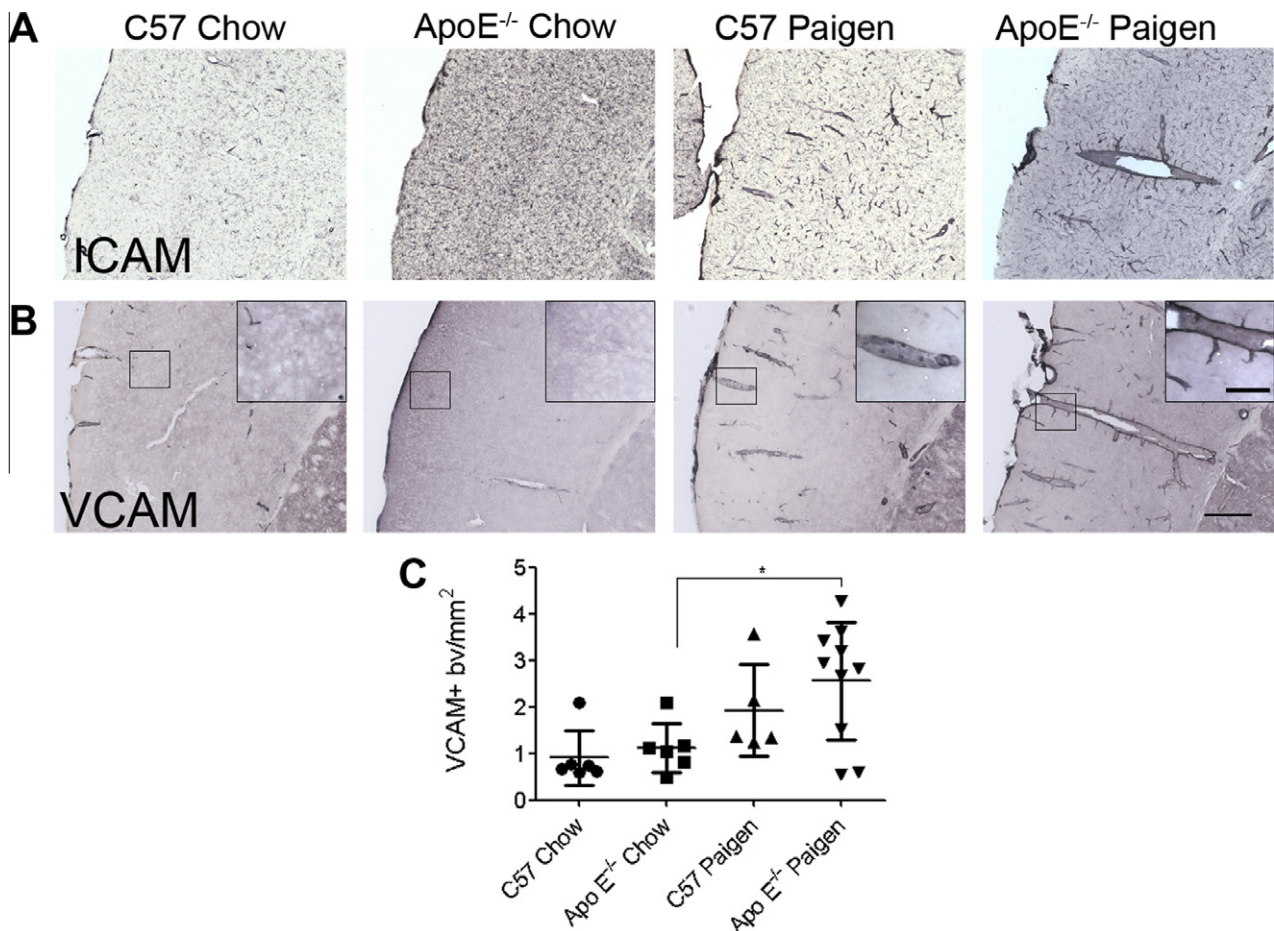 A
C57 Chow
ApoE-/- Chow
C57 Paigen
ApoE-/- Paigen
ICAM
B
VCAM
C
VCAM+ bv/mm2
5
4
3
2
1
0
*
C57 Chow
Apo E-/- Chow
C57 Paigen
Apo E-/- Paigen